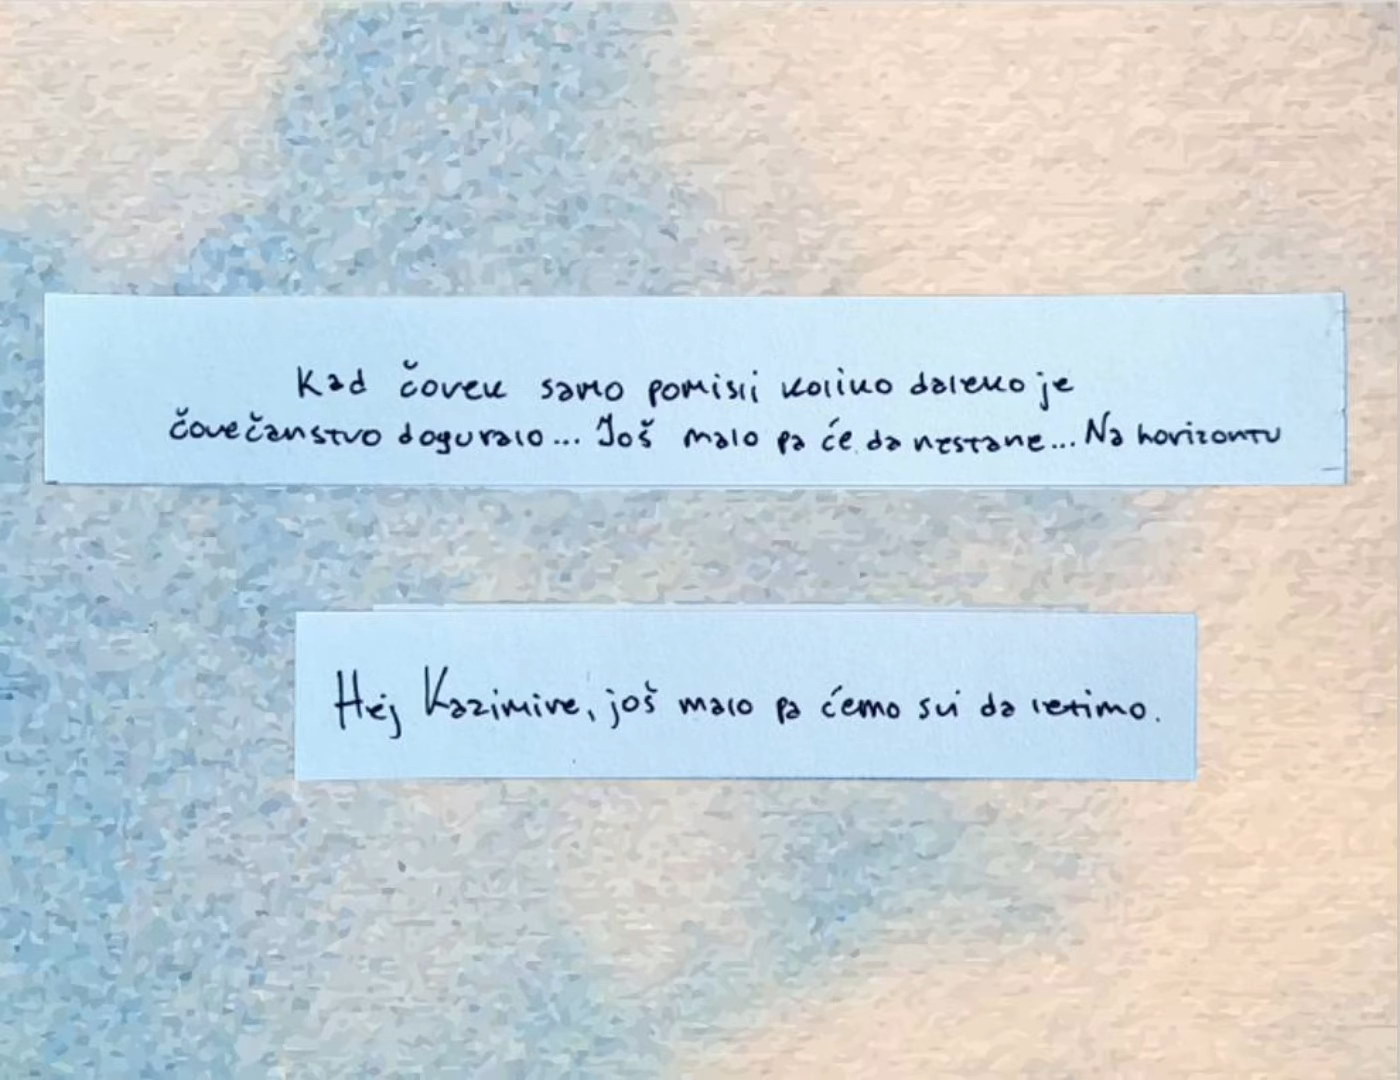 Kad čovek samo pomisli koliko daleko je
čovečanstvo doguralo... Još malo pa će da nestane... Na horizontu
Hej Kazimire, još malo pa ćemo svi da letimo.